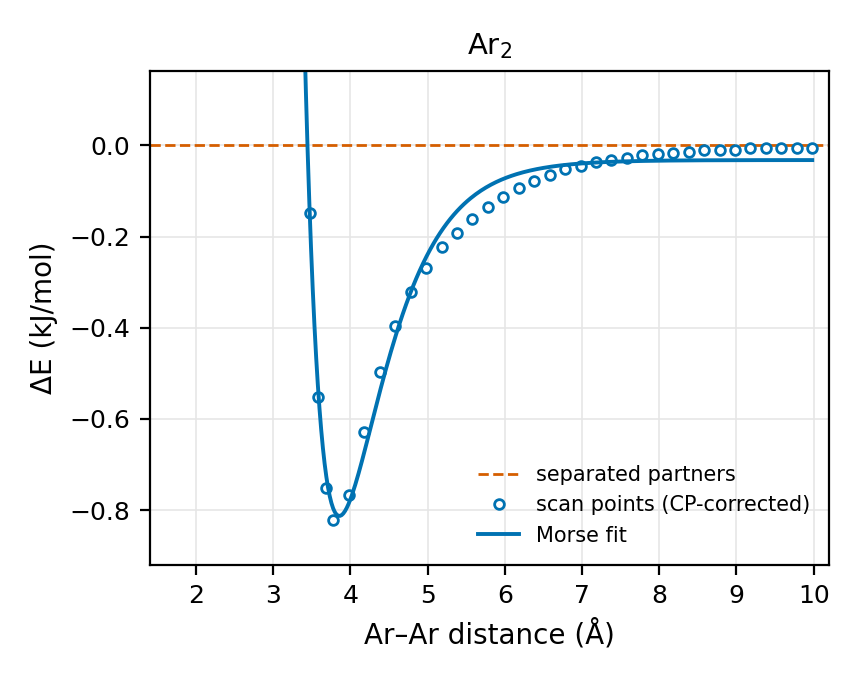 Ar₂
0.0
−0.2
−0.4
−0.6
−0.8
ΔE (kJ/mol)
separated partners
scan points (CP-corrected)
Morse fit
2 3 4 5 6 7 8 9 10
Ar–Ar distance (Å)